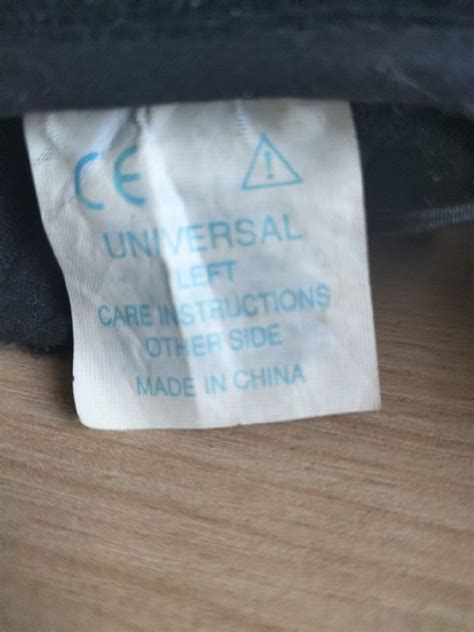 CE
UNIVERSAL
LEFT
CARE INSTRUCTIONS
OTHER SIDE
MADE IN CHINA